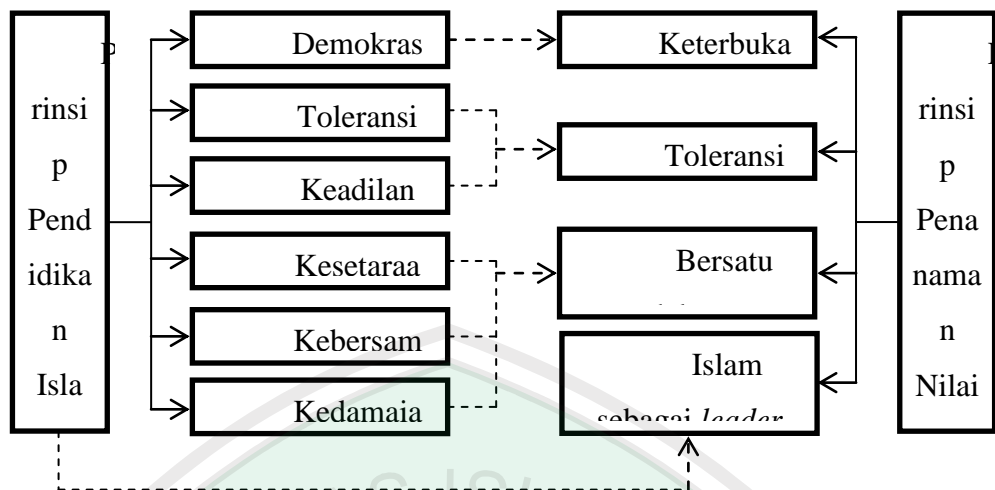 P
rinsi
p
Pend
idika
n
Isla
Demokras
Toleransi
Keadilan
Kesetaraa
Kebersam
Kedamaia
Keterbuka
Toleransi
Bersatu
Islam
sebagai leader
rinsi
p
Pena
nama
n
Nilai